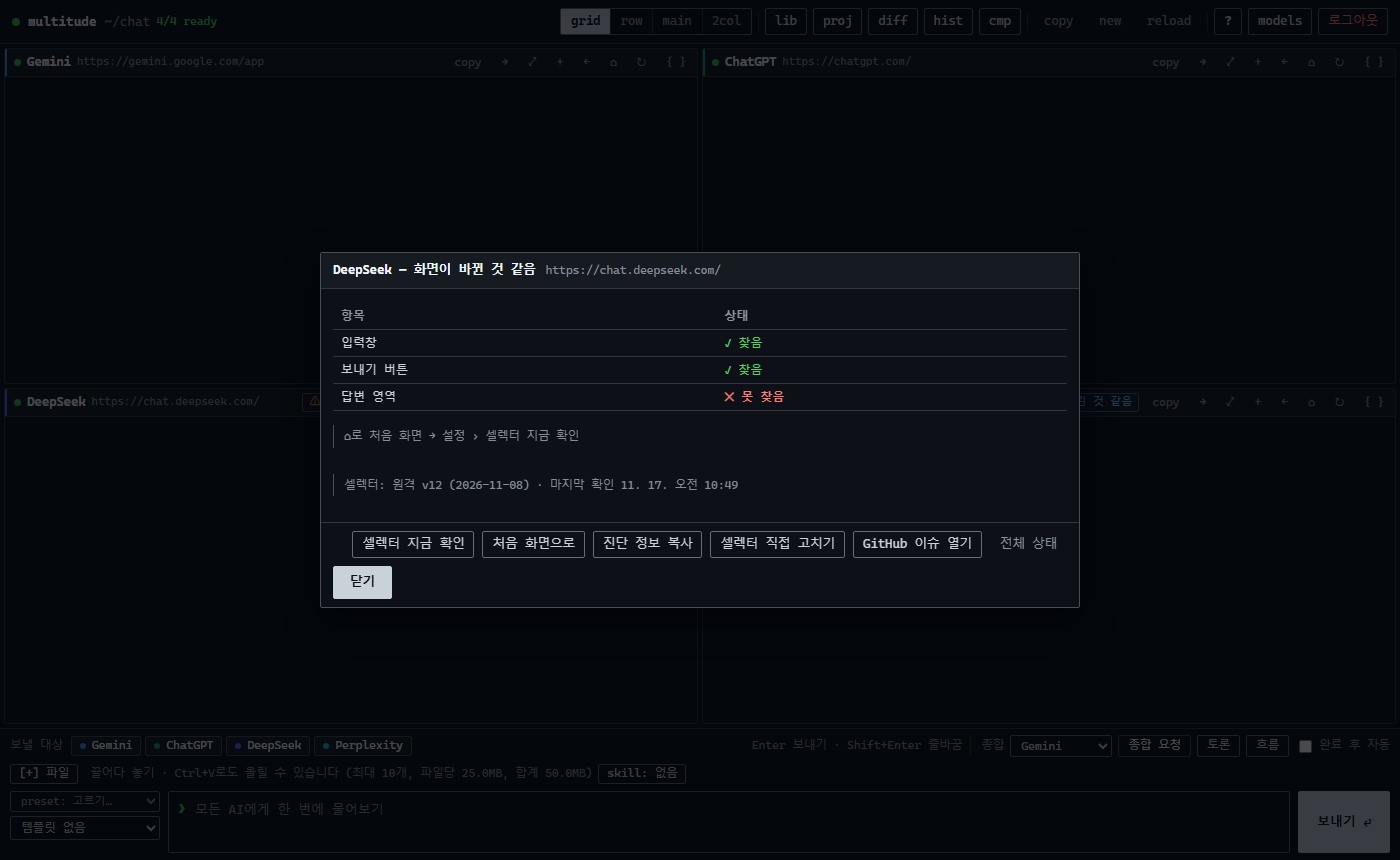 multitude ~/chat 4/4 ready grid row main 2col lib proj diff hist cmp copy new reload ? models 로그아웃
Gemini https://gemini.google.com/app copy → ⤢ + ← ⌂ ↻ { }
ChatGPT https://chatgpt.com/ copy → ⤢ + ← ⌂ ↻ { }
DeepSeek — 화면이 바뀐 것 같음 https://chat.deepseek.com/
항목 상태
입력창 ✓ 찾음
보내기 버튼 ✓ 찾음
답변 영역 ✕ 못 찾음
⌂로 처음 화면 → 설정 › 셀렉터 지금 확인
셀렉터: 원격 v12 (2026-11-08) · 마지막 확인 11. 17. 오전 10:49
셀렉터 지금 확인 처음 화면으로 진단 정보 복사 셀렉터 직접 고치기 GitHub 이슈 열기 전체 상태
닫기
DeepSeek https://chat.deepseek.com/ ⚠
것 같음 copy → ⤢ + ← ⌂ ↻ { }
보낼 대상 Gemini ChatGPT DeepSeek Perplexity Enter 보내기 · Shift+Enter 줄바꿈 종합 Gemini 종합 요청 토론 흐름 완료 후 자동
[+] 파일 끌어다 놓기 · Ctrl+V로도 올릴 수 있습니다 (최대 10개, 파일당 25.0MB, 합계 50.0MB) skill: 없음
preset: 고르기…
템플릿 없음
❯ 모든 AI에게 한 번에 물어보기
보내기 ↵